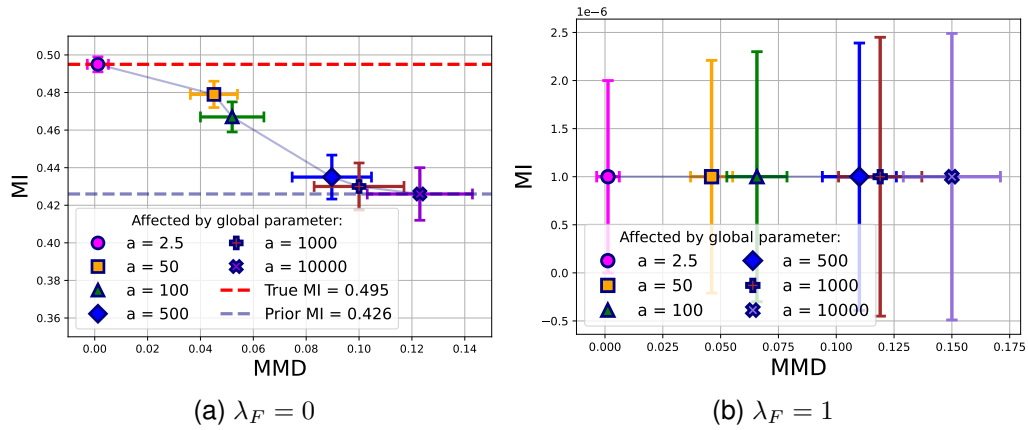 1e−6
0.50
0.48
0.46
0.44
0.42
0.40
0.38
0.36
MI
Affected by global parameter:
a = 2.5
a = 50
a = 100
a = 500
a = 1000
a = 10000
True MI = 0.495
Prior MI = 0.426
0.00 0.02 0.04 0.06 0.08 0.10 0.12 0.14
MMD
(a) λ_F = 0
2.5
2.0
1.5
1.0
0.5
0.0
−0.5
MI
Affected by global parameter:
a = 2.5
a = 50
a = 100
a = 500
a = 1000
a = 10000
0.000 0.025 0.050 0.075 0.100 0.125 0.150 0.175
MMD
(b) λ_F = 1